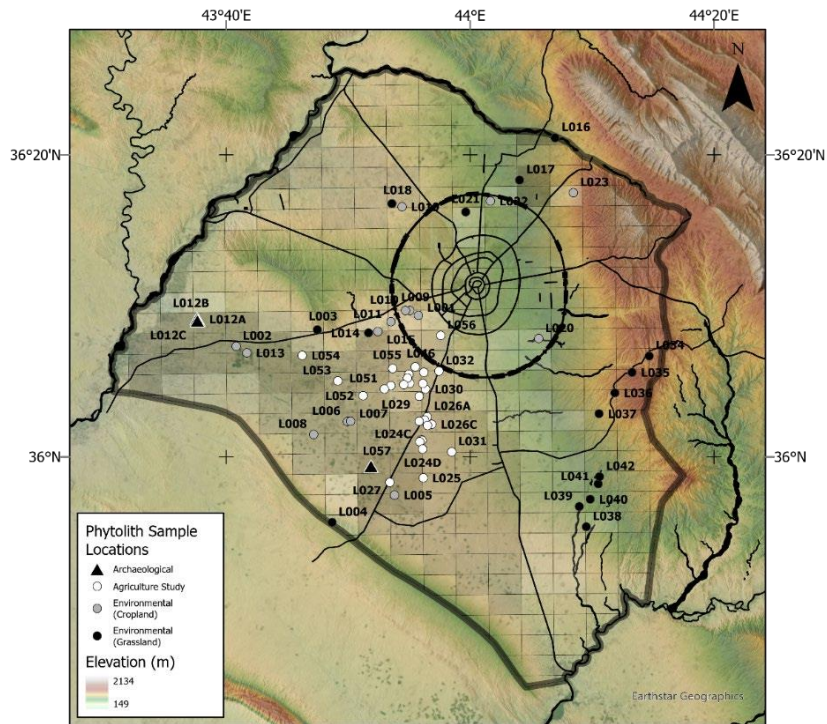 43°40'E
44°E
44°20'E
N
36°20'N
36°20'N
L016
L017
L023
L018
L019
L021
L022
L012B
L012A
L012C
L010
L009
L001
L003
L011
L014
L015
L056
L002
L013
L020
L054
L053
L055
L046
L032
L034
L035
L051
L052
L030
L036
L029
L026A
L037
L006
L007
L026C
L008
L024C
36°N
36°N
L057
L031
L024D
L042
L041
L025
L027
L005
L039
L040
L004
L038
Phytolith Sample
Locations
Archaeological
Agriculture Study
Environmental
(Cropland)
Environmental
(Grassland)
Elevation (m)
2134
149
Earthstar Geographics